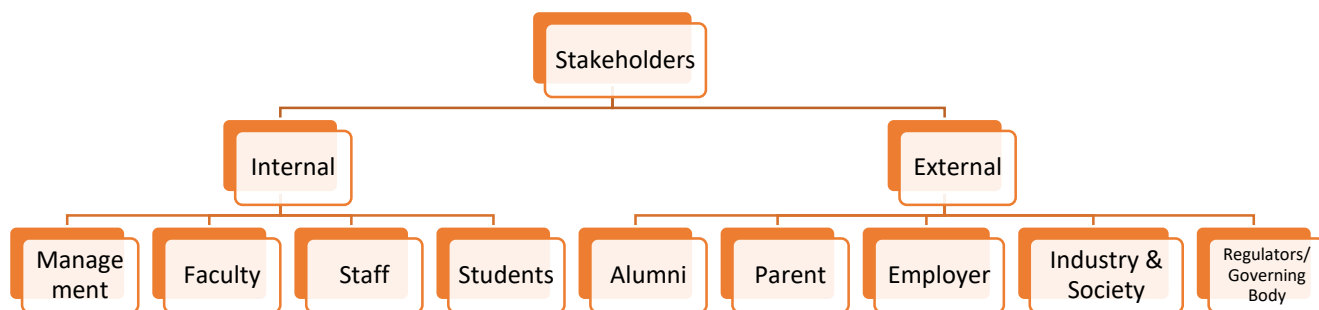 Stakeholders
Internal
External
Manage
ment
Faculty
Staff
Students
Alumni
Parent
Employer
Industry &
Society
Regulators/
Governing
Body